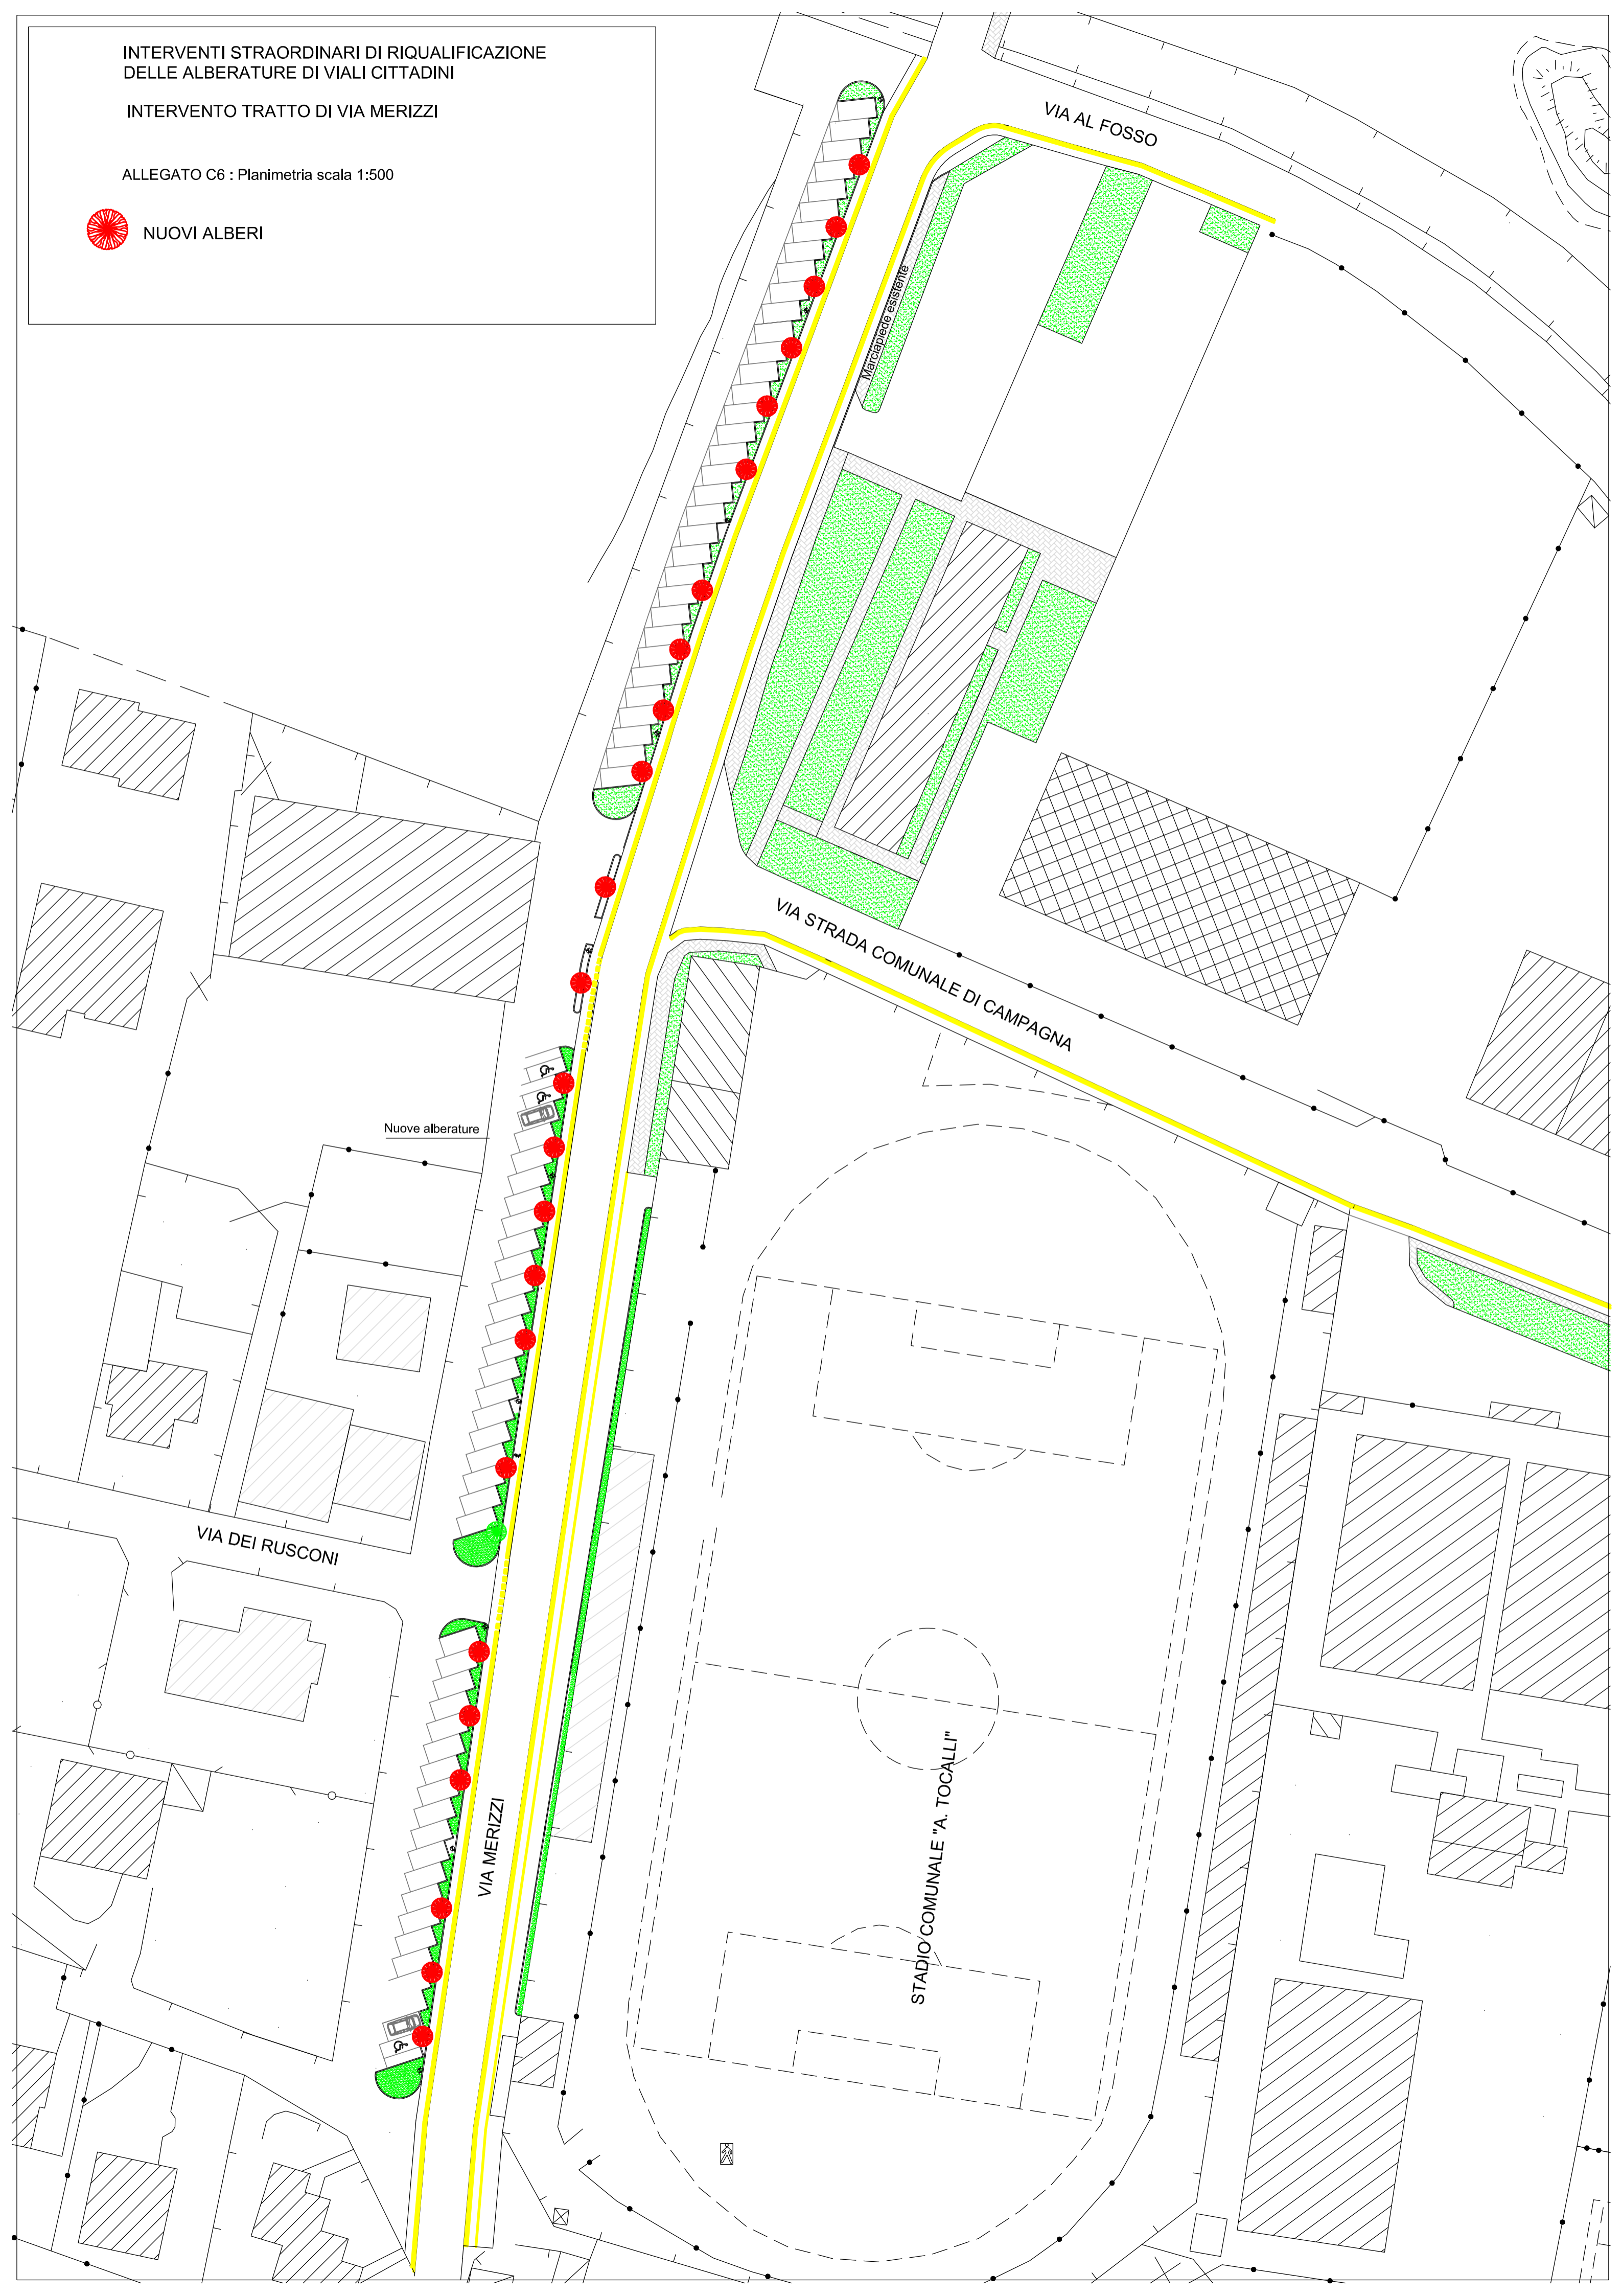 INTERVENTI STRAORDINARI DI RIQUALIFICAZIONE
DELLE ALBERATURE DI VIALI CITTADINI
INTERVENTO TRATTO DI VIA MERIZZI
ALLEGATO C6 : Planimetria scala 1:500
NUOVI ALBERI
VIA AL FOSSO
Marciapiede esistente
VIA STRADA COMUNALE DI CAMPAGNA
Nuove alberature
VIA DEI RUSCONI
VIA MERIZZI
STADIO COMUNALE "A. TOCALLI"